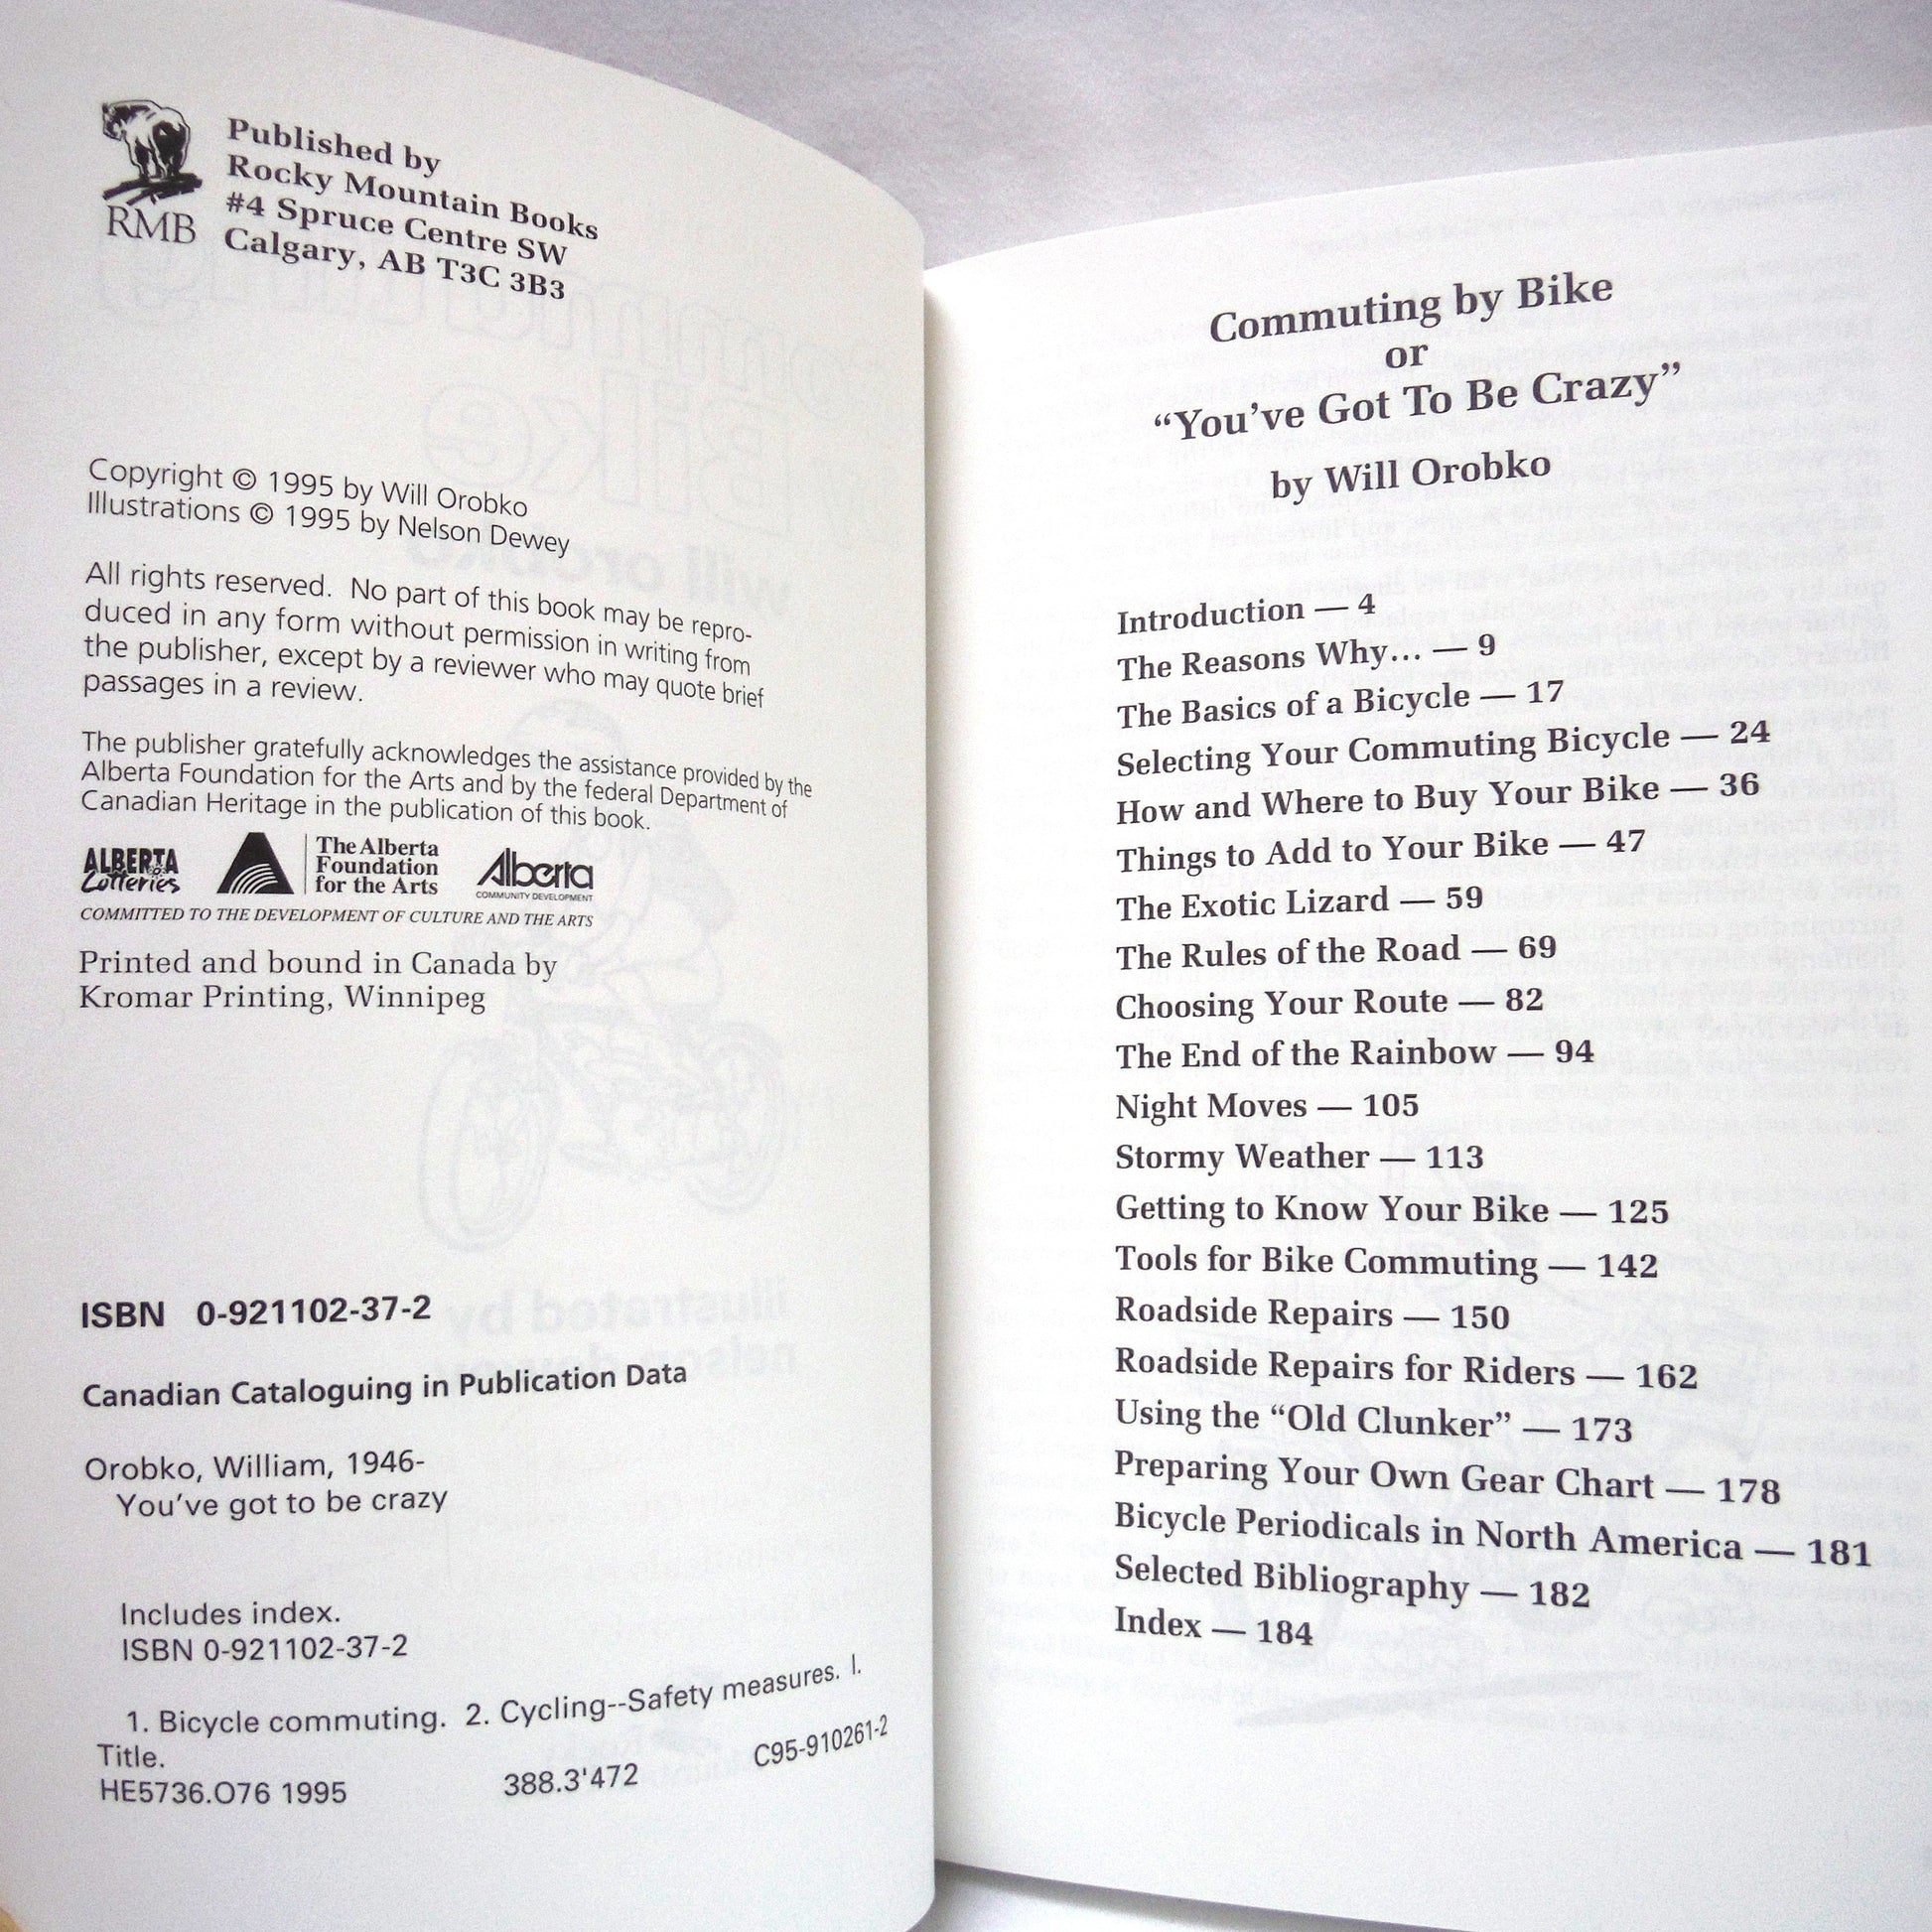 Published by
Rocky Mountain Books
#4 Spruce Centre SW
Calgary, AB T3C 3B3
RMB
Copyright © 1995 by Will Orobko
Illustrations © 1995 by Nelson Dewey
All rights reserved. No part of this book may be repro-
duced in any form without permission in writing from
the publisher, except by a reviewer who may quote brief
passages in a review.
The publisher gratefully acknowledges the assistance provided by the
Alberta Foundation for the Arts and by the federal Department of
Canadian Heritage in the publication of this book.
ALBERTA
Lotteries
The Alberta
Foundation
for the Arts
Alberta
COMMUNITY DEVELOPMENT
COMMITTED TO THE DEVELOPMENT OF CULTURE AND THE ARTS
Printed and bound in Canada by
Kromar Printing, Winnipeg
ISBN 0-921102-37-2
Canadian Cataloguing in Publication Data
Orobko, William, 1946-
You've got to be crazy
Includes index.
ISBN 0-921102-37-2
1. Bicycle commuting. 2. Cycling--Safety measures. I.
Title.
HE5736.O76 1995 388.3'472 C95-910261-2
Commuting by Bike
or
“You’ve Got To Be Crazy”
by Will Orobko
Introduction — 4
The Reasons Why... — 9
The Basics of a Bicycle — 17
Selecting Your Commuting Bicycle — 24
How and Where to Buy Your Bike — 36
Things to Add to Your Bike — 47
The Exotic Lizard — 59
The Rules of the Road — 69
Choosing Your Route — 82
The End of the Rainbow — 94
Night Moves — 105
Stormy Weather — 113
Getting to Know Your Bike — 125
Tools for Bike Commuting — 142
Roadside Repairs — 150
Roadside Repairs for Riders — 162
Using the “Old Clunker” — 173
Preparing Your Own Gear Chart — 178
Bicycle Periodicals in North America — 181
Selected Bibliography — 182
Index — 184